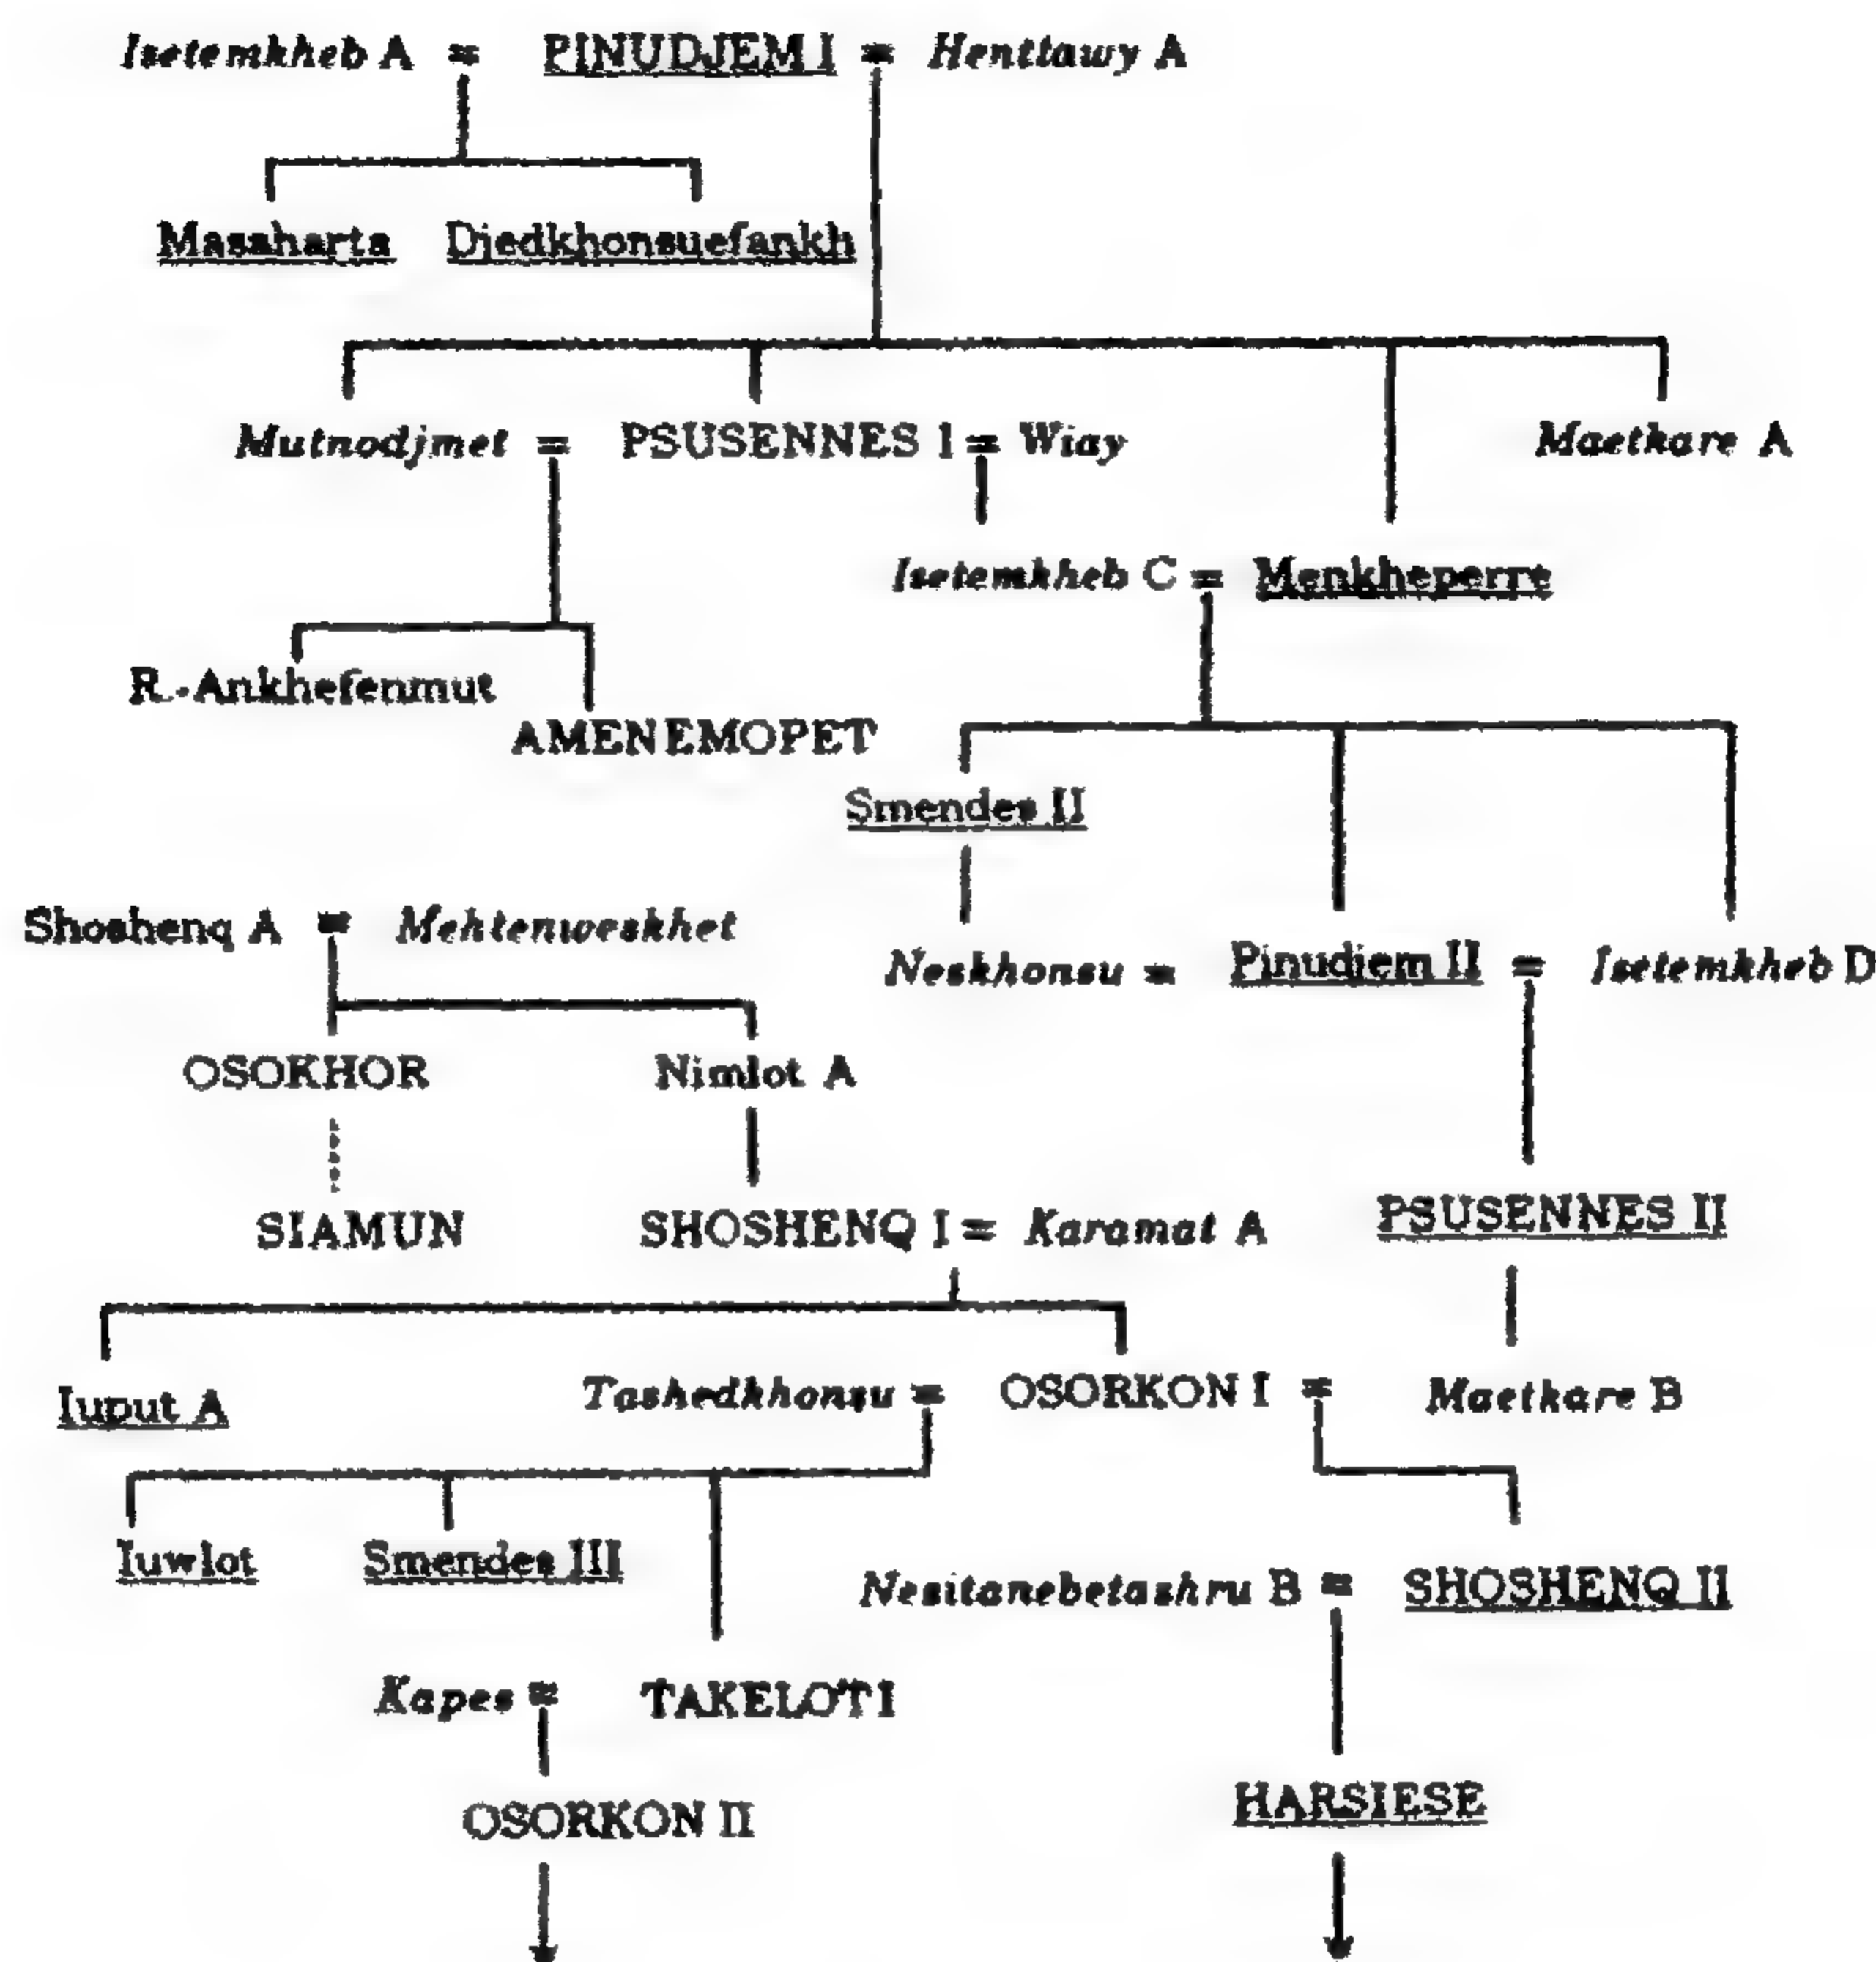 Isetemkheb A = PINUDJEM I = Henttawy A
Masaharta Djedkhonsuefankh
Mutnodjmet = PSUSENNES I = Wiay Maetkare A
Isetemkheb C = Menkheperre
R.-Ankhefenmut
AMENEMOPET
Smendes II
Shoshenq A = Mehtenweskhet
Neskhonsu = Pinudjem II = Isetemkheb D
OSOKHOR Nimlot A
SIAMUN SHOSHENQ I = Karamat A PSUSENNES II
Iuput A Tashedkhonsu = OSORKON I = Maetkare B
Iuwlot Smendes III
Nesitanebetashru B = SHOSHENQ II
Kapes = TAKELOT I
OSORKON II HARSIESE